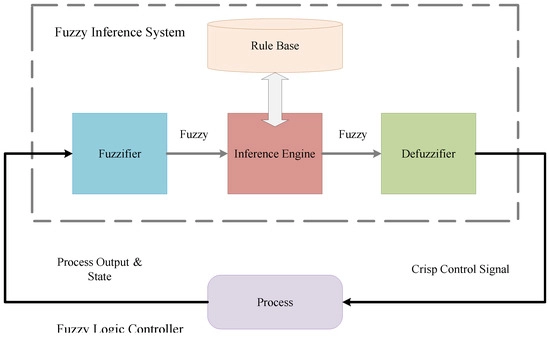 Fuzzy Inference System
Rule Base
Fuzzifier
Fuzzy
Inference Engine
Fuzzy
Defuzzifier
Process Output &
State
Crisp Control Signal
Process
Fuzzy Logic Controller